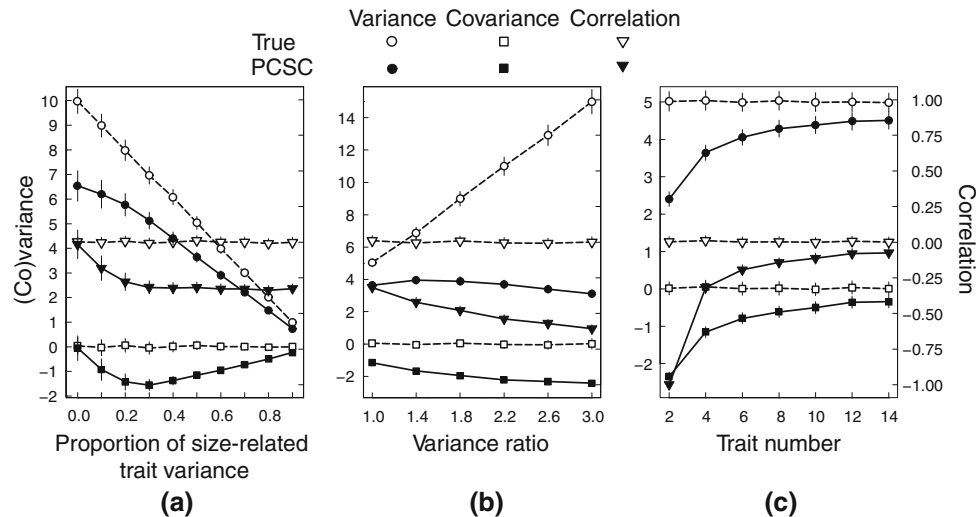 Variance Covariance Correlation
True
PCSC
10
9
8
7
6
5
4
3
2
1
0
−1
−2
(Co)variance
0.0 0.2 0.4 0.6 0.8
Proportion of size-related
trait variance
(a)
14
12
10
8
6
4
2
0
−2
1.0 1.4 1.8 2.2 2.6 3.0
Variance ratio
(b)
5
4
3
2
1
0
−1
−2
2 4 6 8 10 12 14
Trait number
(c)
1.00
0.75
0.50
0.25
0.00
−0.25
−0.50
−0.75
−1.00
Correlation